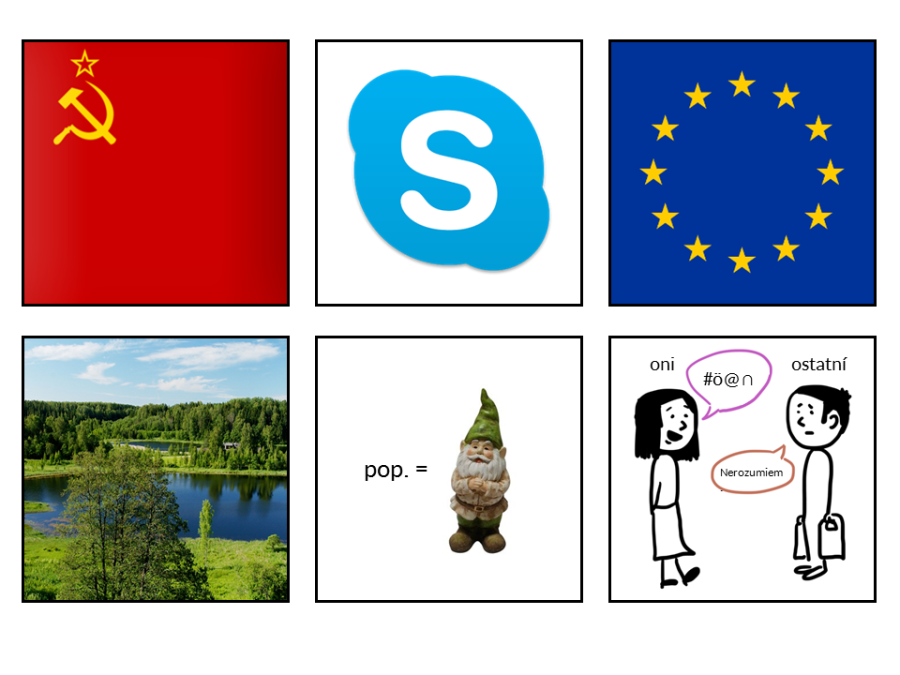 S
pop. =
oni
ostatní
#ö@∩
Nerozumiem
.